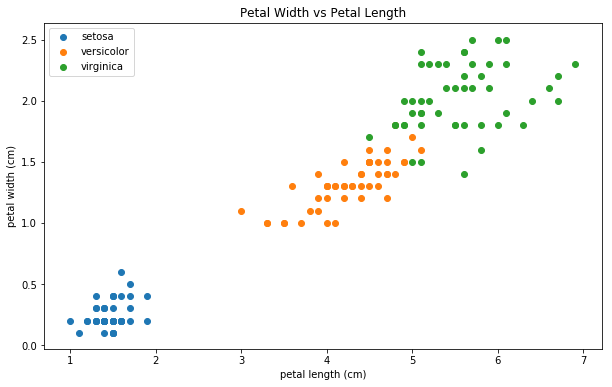 Petal Width vs Petal Length
setosa
versicolor
virginica
petal width (cm)
2.5
2.0
1.5
1.0
0.5
0.0
1 2 3 4 5 6 7
petal length (cm)